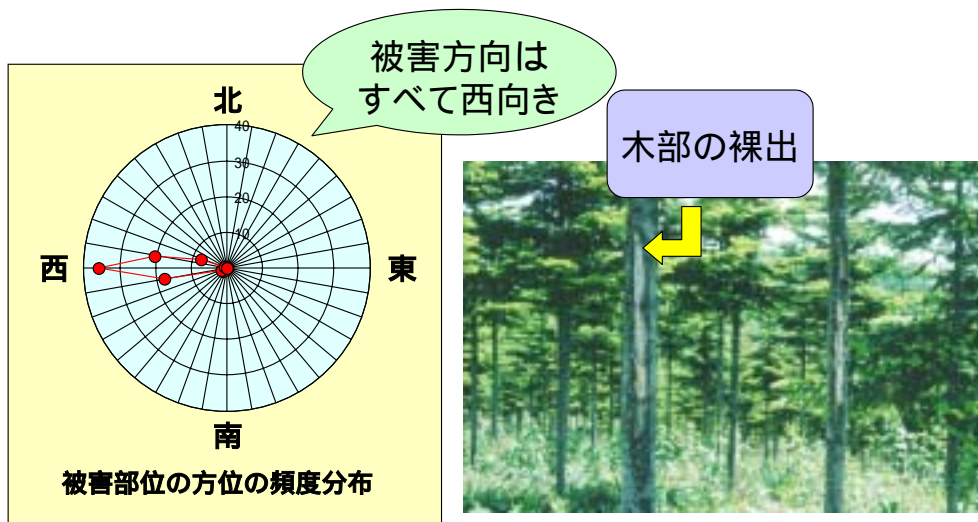 被害方向は
すべて西向き
木部の裸出
北
40
30
20
10
西
東
南
被害部位の方位の頻度分布